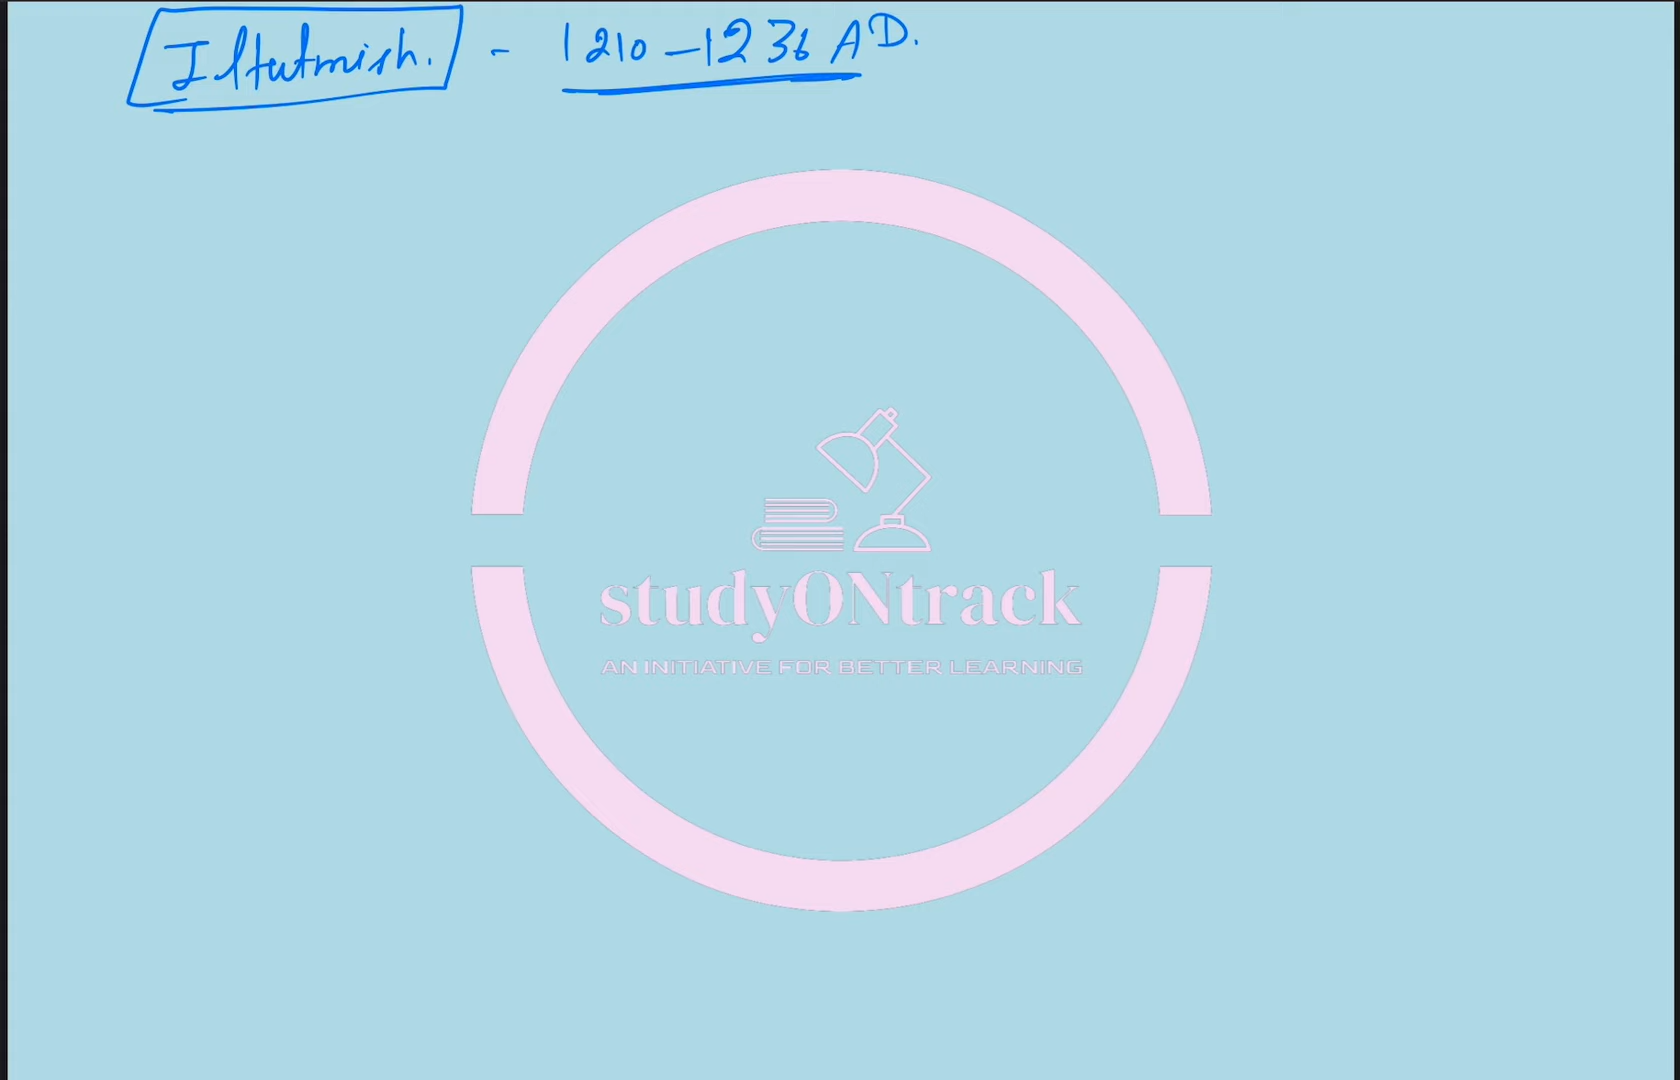 Iltutmish. - 1210 - 1236 AD.
studyONtrack
AN INITIATIVE FOR BETTER LEARNING